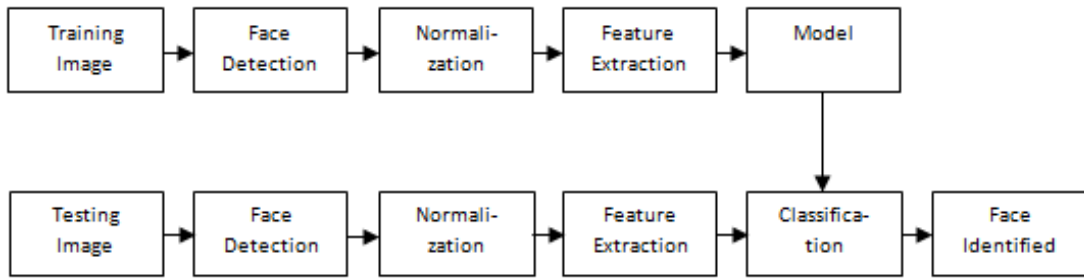 Training
Image
Face
Detection
Normali-
zation
Feature
Extraction
Model
Testing
Image
Face
Detection
Normali-
zation
Feature
Extraction
Classifica-
tion
Face
Identified